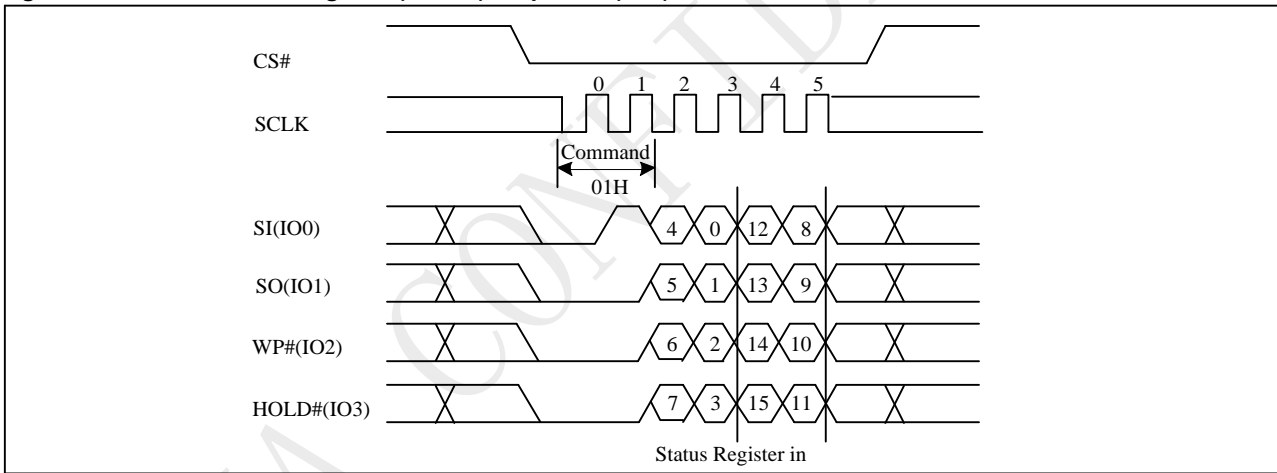 CS#
0 1 2 3 4 5
SCLK
Command
01H
SI(IO0) 4 0 12 8
SO(IO1) 5 1 13 9
WP#(IO2) 6 2 14 10
HOLD#(IO3) 7 3 15 11
Status Register in